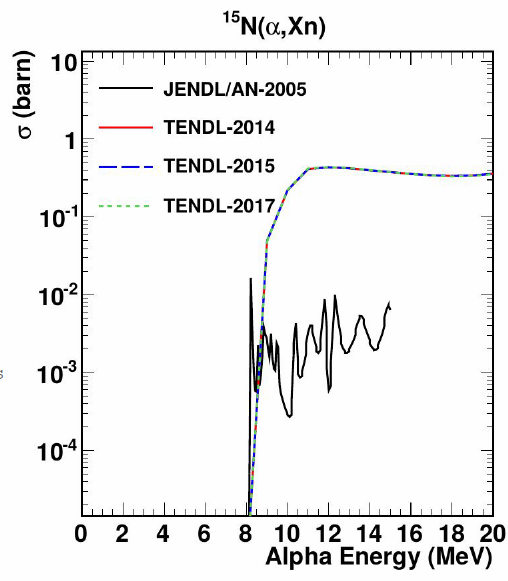 ¹⁵N(α,Xn)
σ (barn)
10
1
10⁻¹
10⁻²
10⁻³
10⁻⁴
JENDL/AN-2005
TENDL-2014
TENDL-2015
TENDL-2017
s
0 2 4 6 8 10 12 14 16 18 20
Alpha Energy (MeV)